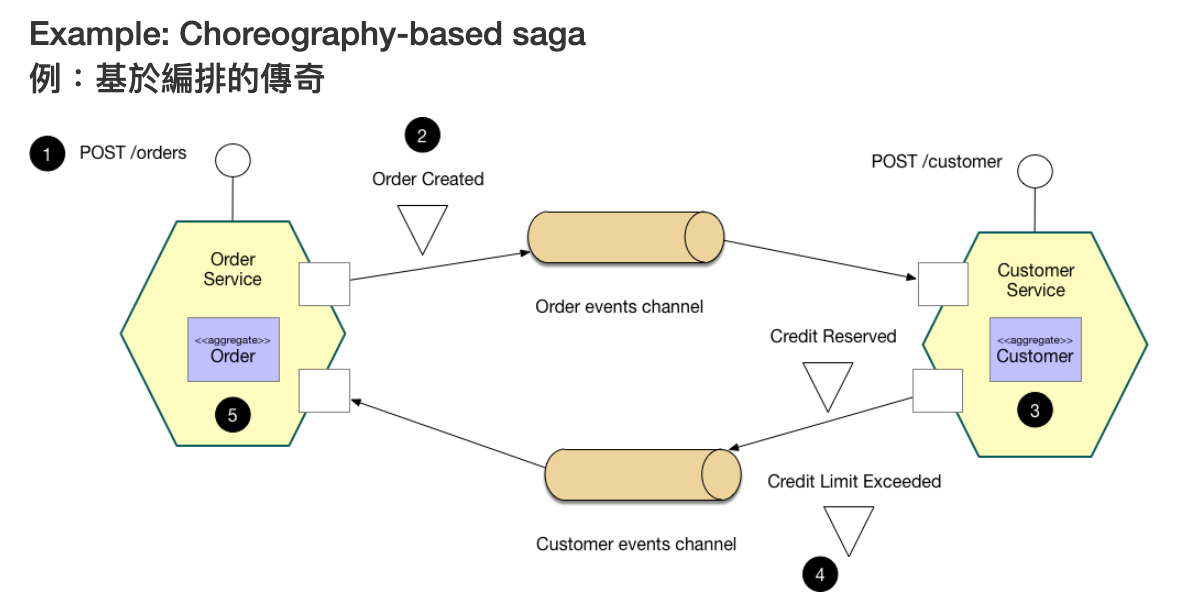 Example: Choreography-based saga
例：基於編排的傳奇
1
POST /orders
2
Order Created
POST /customer
Order
Service
<<aggregate>>
Order
5
Order events channel
Customer
Service
<<aggregate>>
Customer
3
Credit Reserved
Credit Limit Exceeded
4
Customer events channel